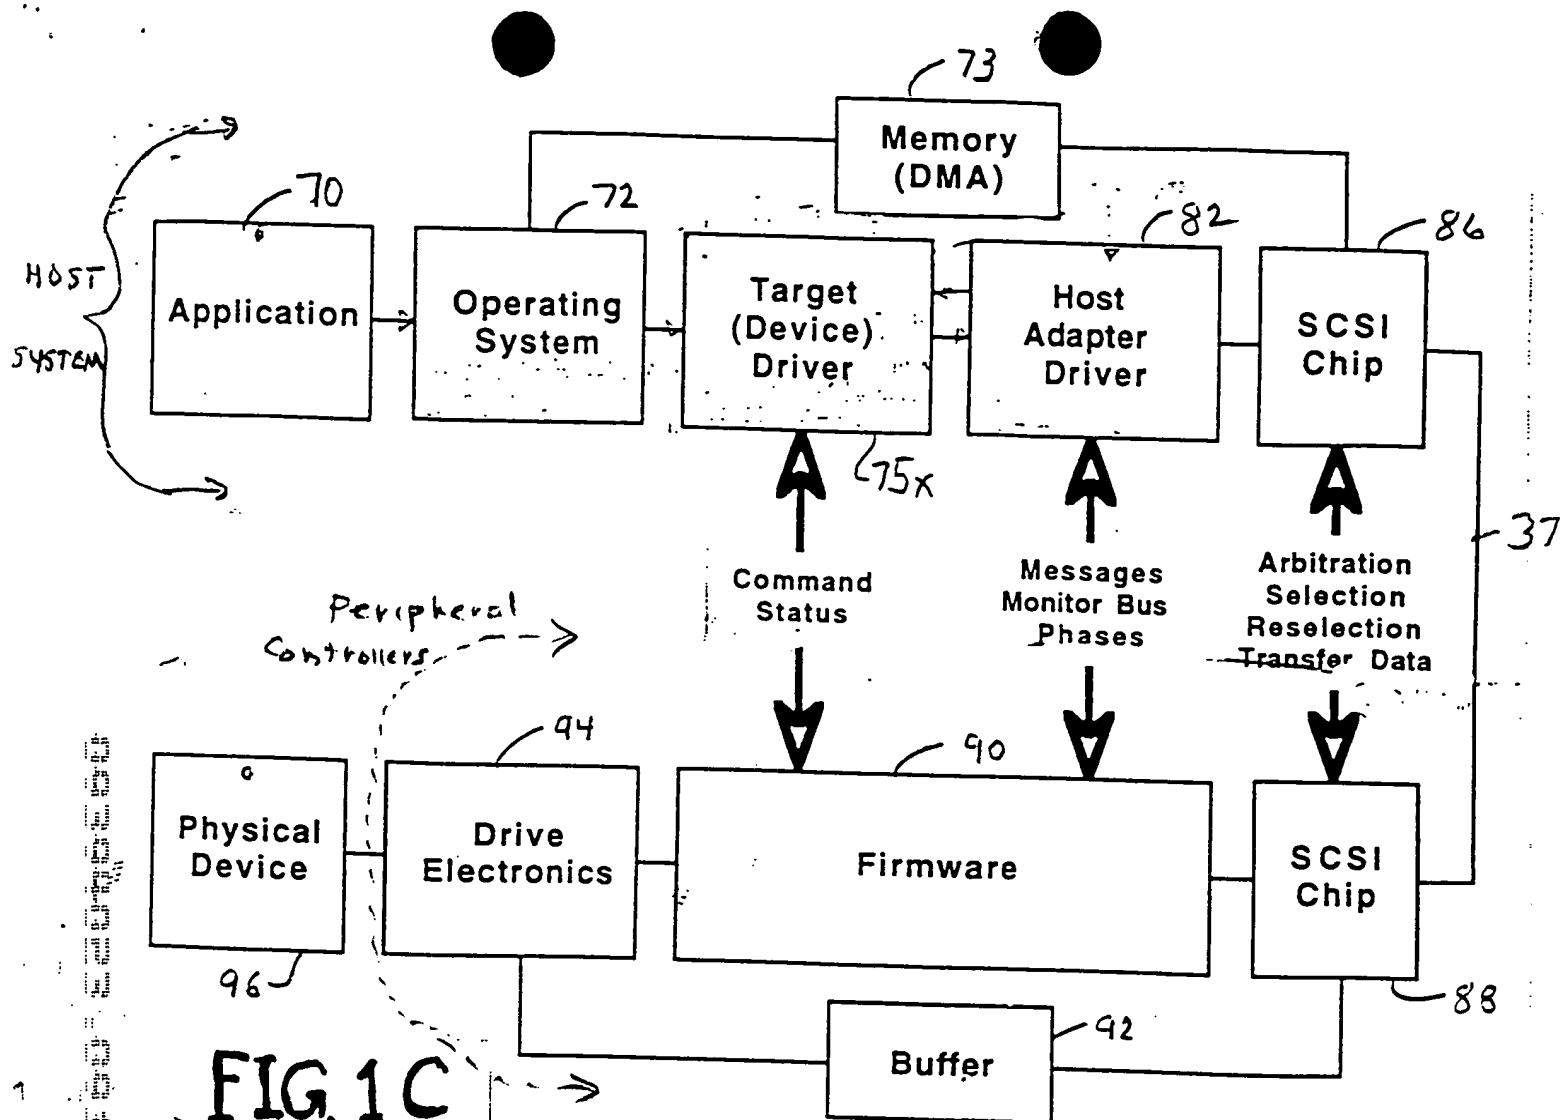 73
Memory
(DMA)
70
72
82
86
HOST
SYSTEM
Application
Operating
System
Target
(Device)
Driver
Host
Adapter
Driver
SCSI
Chip
75x
37
Command
Status
Messages
Monitor Bus
Phases
Arbitration
Selection
Reselection
Transfer Data
Peripheral
Controllers
94
90
Physical
Device
Drive
Electronics
Firmware
SCSI
Chip
96
88
92
Buffer
FIG. 1C